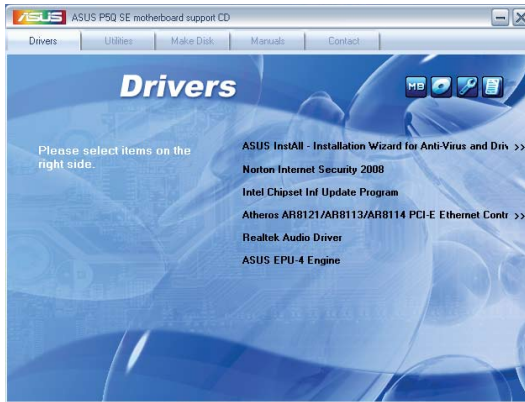 ASUS ASUS P5Q SE motherboard support CD
Drivers Utilities Make Disk Manuals Contact
Drivers
MB
Please select items on the
right side.
ASUS InstAll - Installation Wizard for Anti-Virus and Driv >>
Norton Internet Security 2008
Intel Chipset Inf Update Program
Atheros AR8121/AR8113/AR8114 PCI-E Ethernet Contr >>
Realtek Audio Driver
ASUS EPU-4 Engine